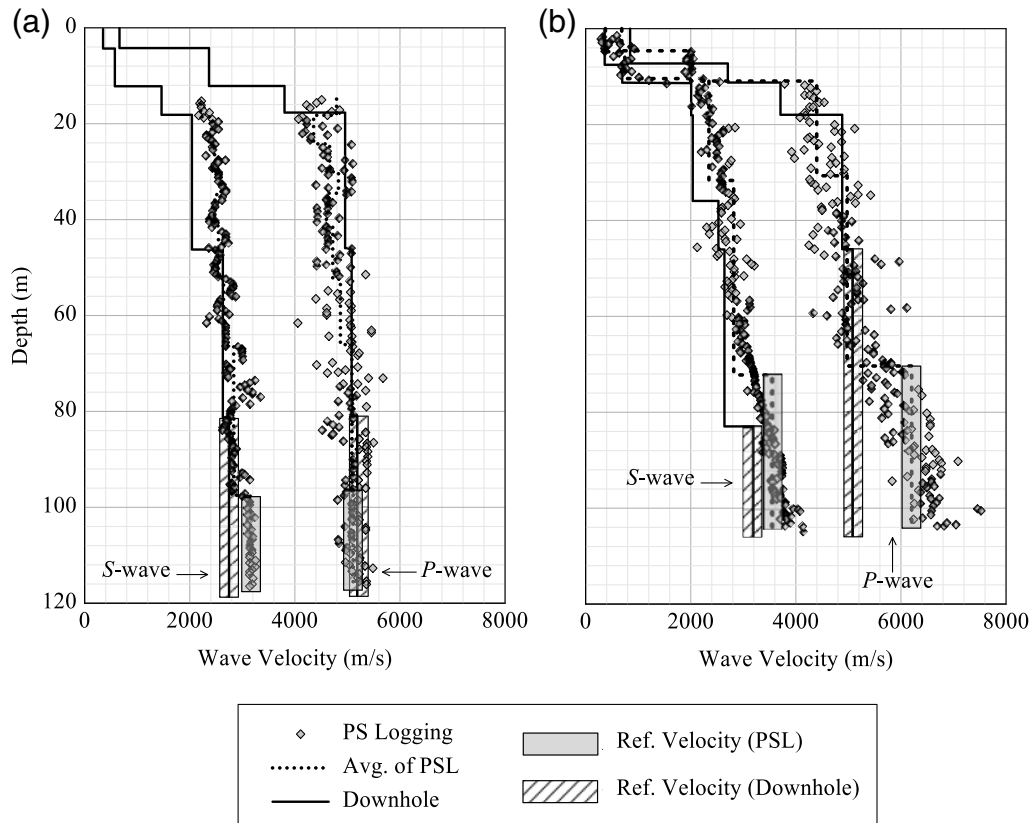 (a)
(b)
0
20
40
60
80
100
120
Depth (m)
S-wave
P-wave
S-wave
P-wave
0
2000
4000
6000
8000
0
2000
4000
6000
8000
Wave Velocity (m/s)
Wave Velocity (m/s)
PS Logging
Avg. of PSL
Downhole
Ref. Velocity (PSL)
Ref. Velocity (Downhole)